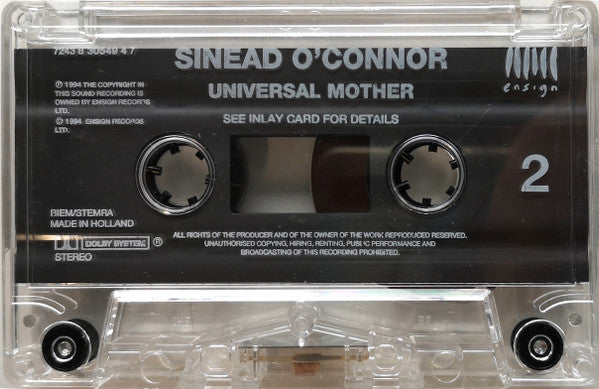 7243 8 30549 4 7
SINEAD O'CONNOR
UNIVERSAL MOTHER
SEE INLAY CARD FOR DETAILS
ensign
℗ 1994 THE COPYRIGHT IN
THIS SOUND RECORDING IS
OWNED BY ENSIGN RECORDS
LTD.
© 1994 ENSIGN RECORDS
LTD.
2
BIEM/STEMRA
MADE IN HOLLAND
DOLBY SYSTEM ®
STEREO
ALL RIGHTS OF THE PRODUCER AND OF THE OWNER OF THE WORK REPRODUCED RESERVED.
UNAUTHORISED COPYING, HIRING, RENTING, PUBLIC PERFORMANCE AND
BROADCASTING OF THIS RECORDING PROHIBITED.